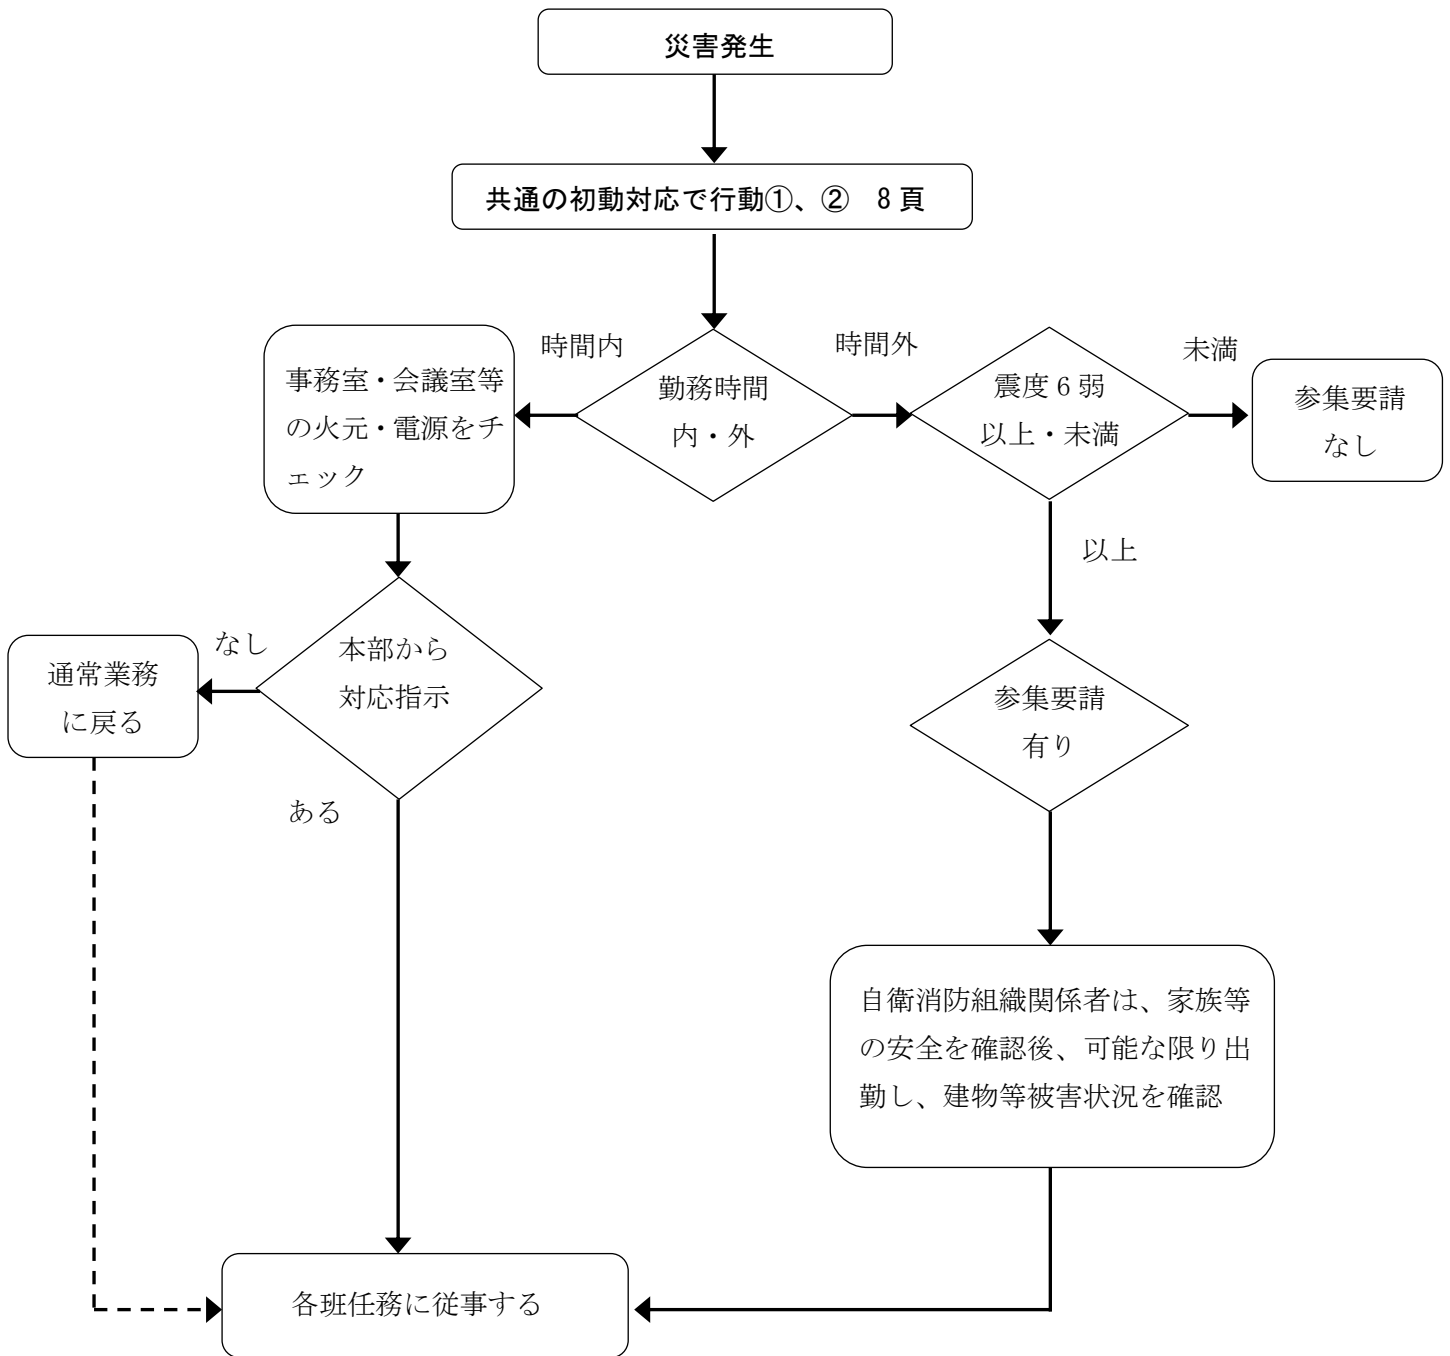 災害発生
共通の初動対応で行動①、②　8頁
時間内
時間外
未満
事務室・会議室等
の火元・電源をチ
ェック
勤務時間
内・外
震度6弱
以上・未満
参集要請
なし
以上
なし
本部から
対応指示
通常業務
に戻る
参集要請
有り
ある
自衛消防組織関係者は、家族等
の安全を確認後、可能な限り出
勤し、建物等被害状況を確認
各班任務に従事する